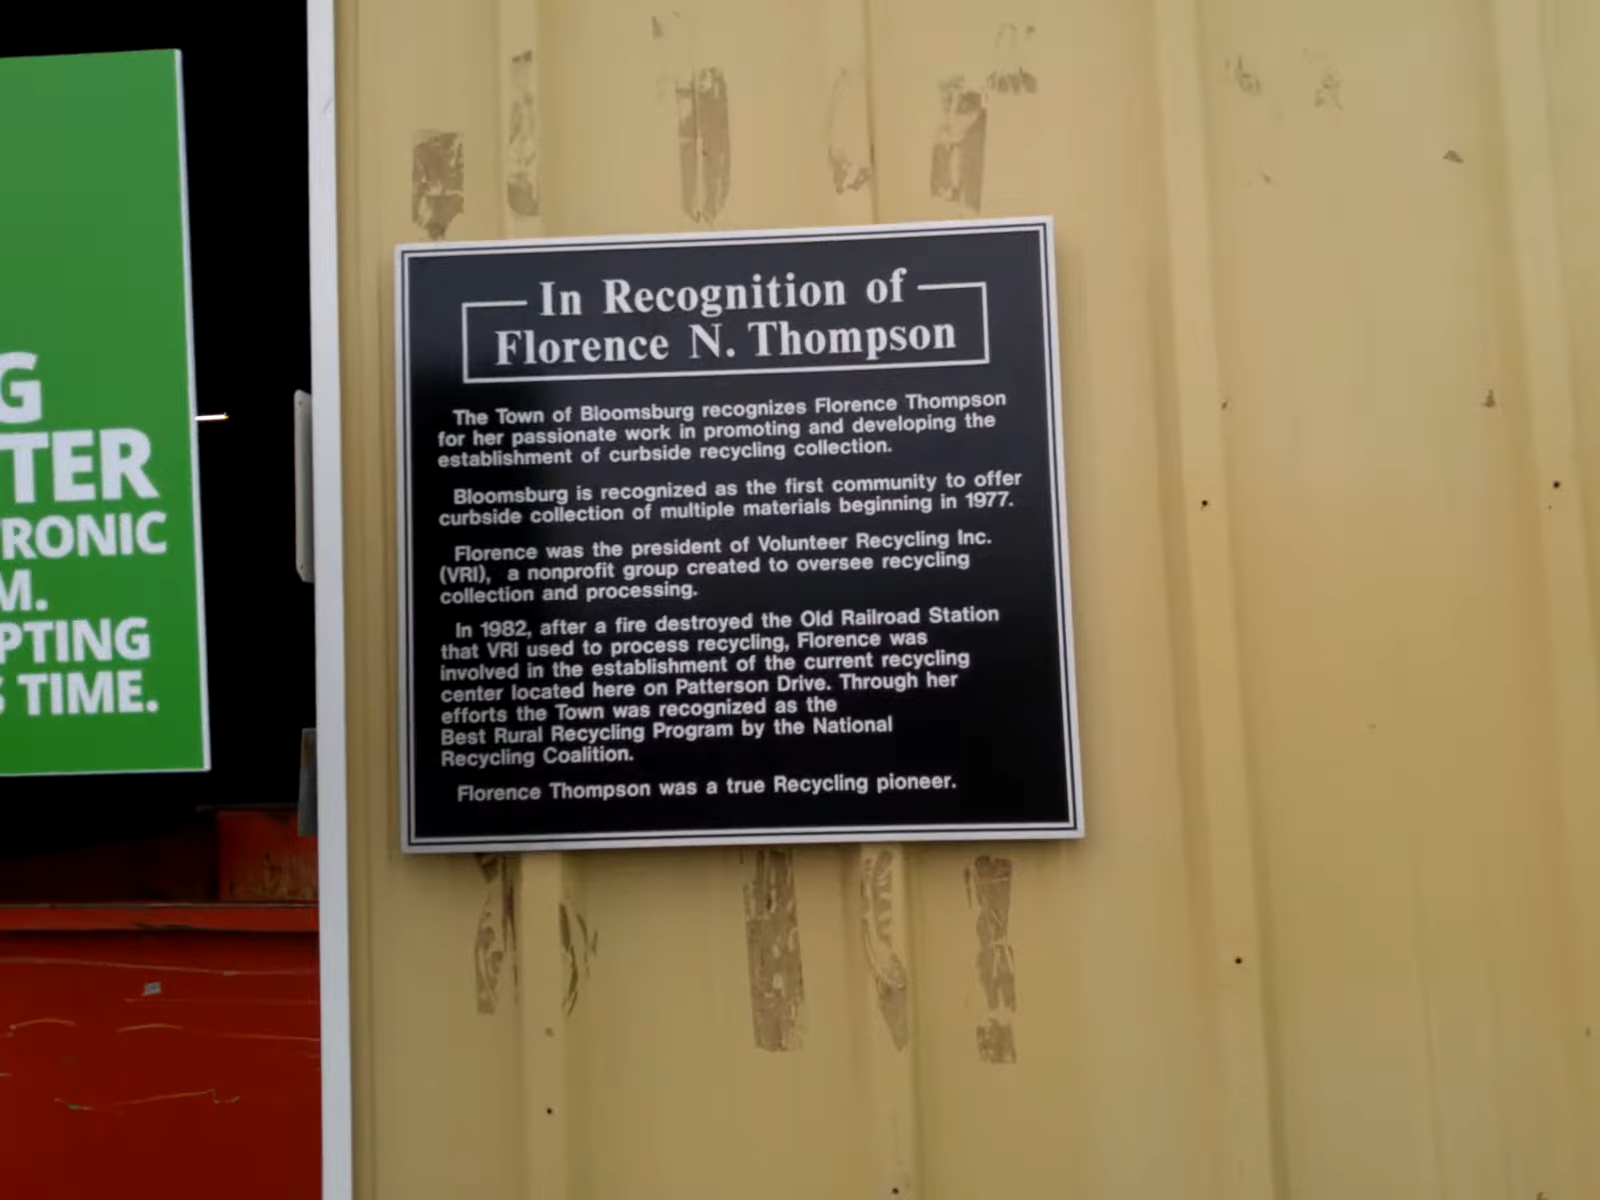 G
TER
RONIC
M.
PTING
S TIME.
In Recognition of
Florence N. Thompson
The Town of Bloomsburg recognizes Florence Thompson
for her passionate work in promoting and developing the
establishment of curbside recycling collection.
Bloomsburg is recognized as the first community to offer
curbside collection of multiple materials beginning in 1977.
Florence was the president of Volunteer Recycling Inc.
(VRI), a nonprofit group created to oversee recycling
collection and processing.
In 1982, after a fire destroyed the Old Railroad Station
that VRI used to process recycling, Florence was
involved in the establishment of the current recycling
center located here on Patterson Drive. Through her
efforts the Town was recognized as the
Best Rural Recycling Program by the National
Recycling Coalition.
Florence Thompson was a true Recycling pioneer.